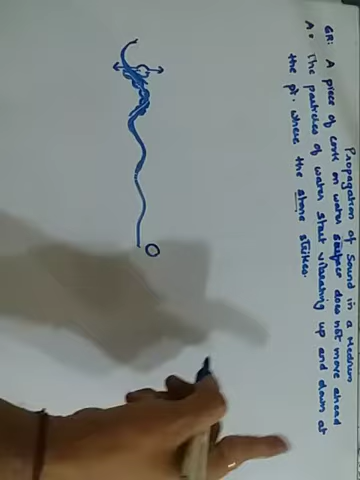 Propagation of Sound in a Medium
GR: A piece of cork on water surface does not move ahead
A. The particles of water start vibrating up and down at
the pt. where the stone strikes.